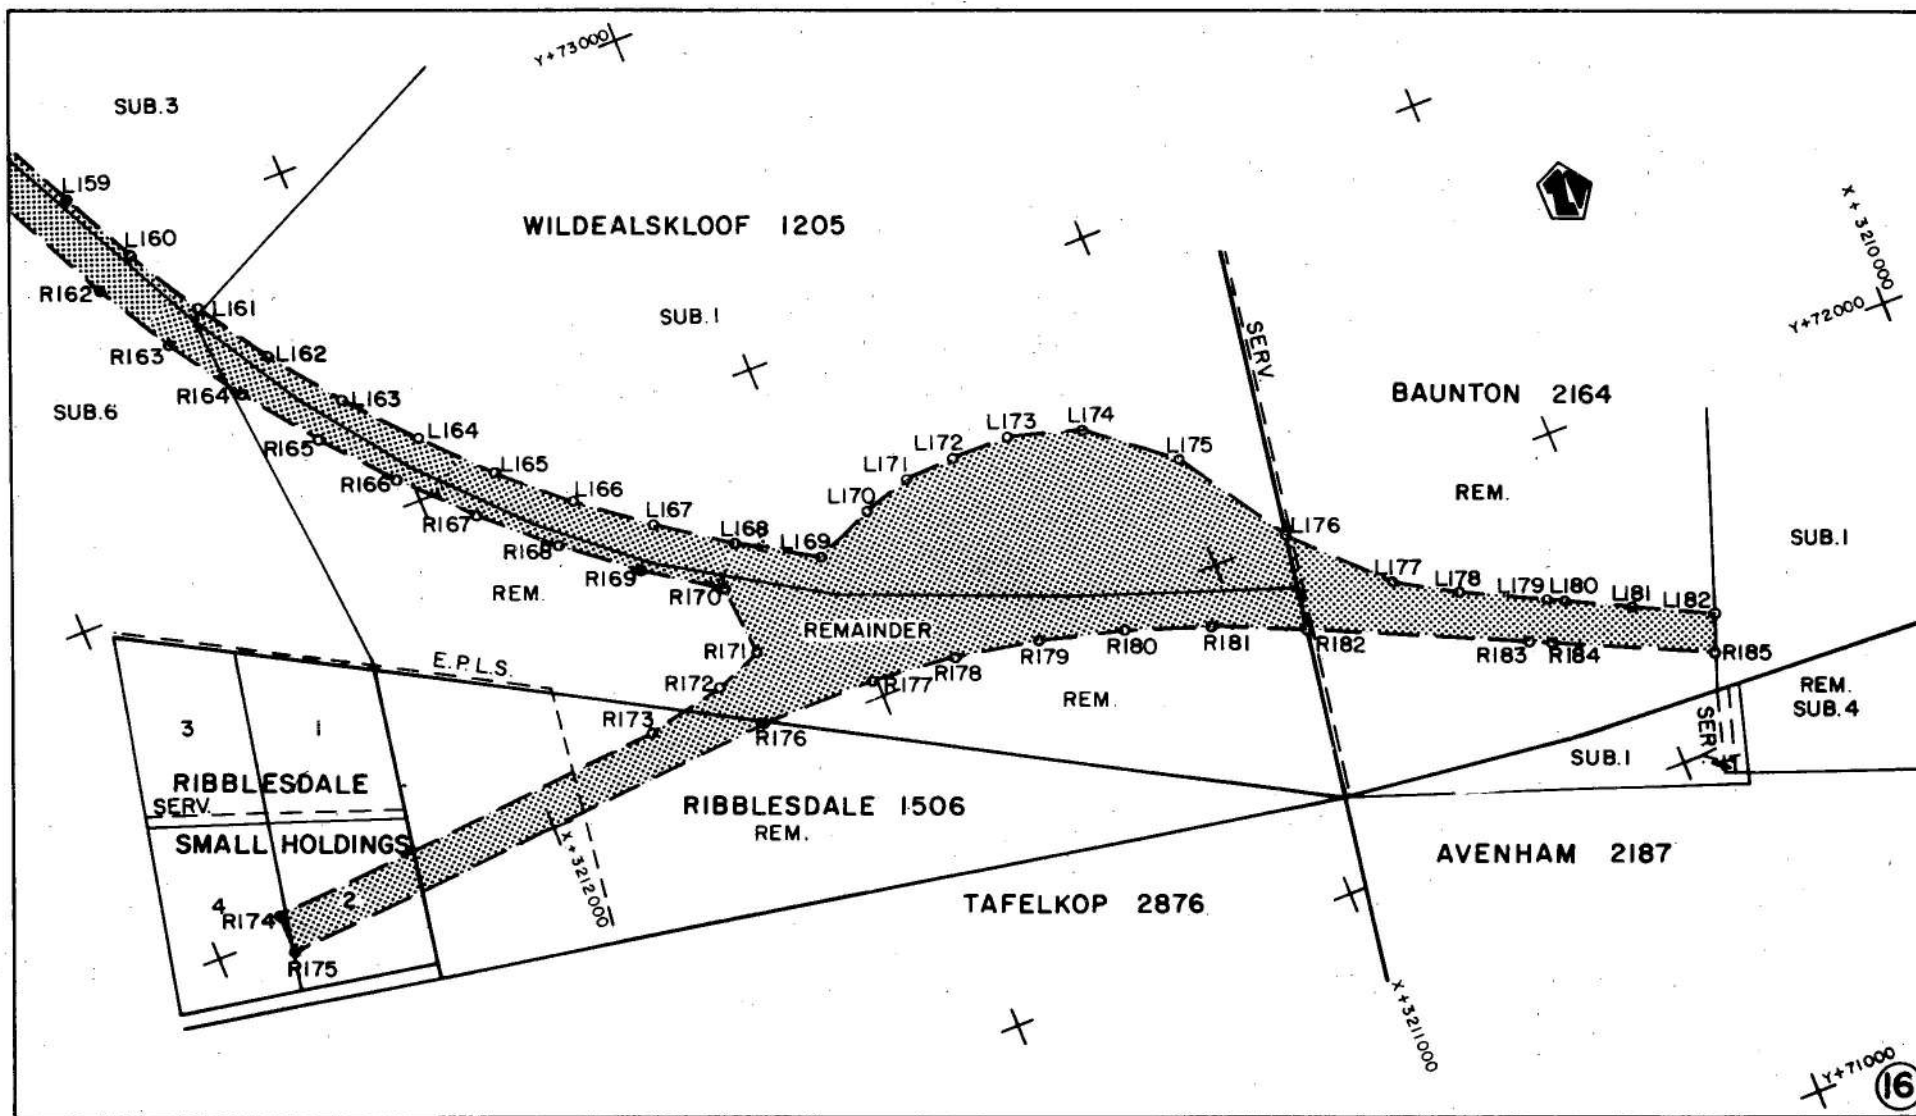 Y+73000
SUB.3
L159
WILDEALSKLOOF 1205
L160
X+3210000
Y+72000
R162
L161
SUB.1
SERV.
R163
L162
BAUNTON 2164
R164
L163
SUB.6
L173
L174
L164
L172
L175
R165
L165
L171
R166
L166
L170
REM.
R167
L167
L176
SUB.1
R168
L168
L169
R169
L177
L178
L179
L180
L181
L182
REM.
R170
REMAINDER
R171
R182
R183
R184
R185
R181
R180
R179
R178
R177
E.P.L.S.
R172
REM.
REM.
SUB.4
R173
R176
SERV.
T
3
1
SUB.1
RIBBLESDALE
SERV.
SMALL HOLDINGS
RIBBLESDALE 1506
REM.
X+3212000
AVENHAM 2187
4
2
R174
TAFELKOP 2876
R175
X+3211000
Y+71000
16